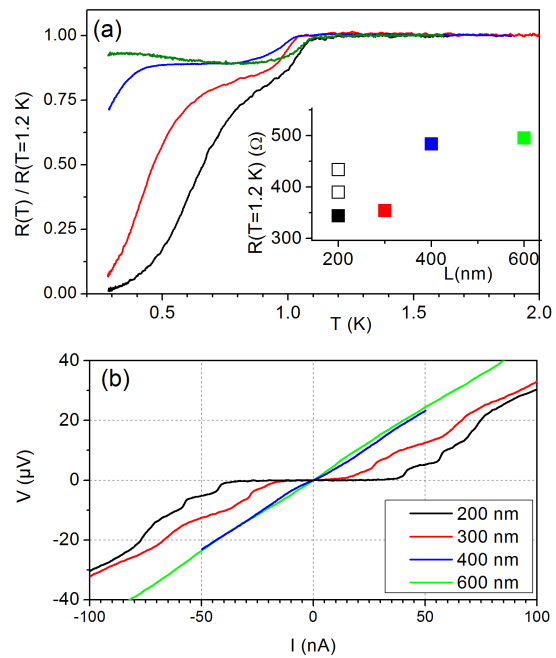 (a)
R(T) / R(T=1.2 K)
1.00
0.75
0.50
0.25
0.00
0.5
1.0
1.5
2.0
T (K)
R(T=1.2 K) (Ω)
500
400
300
200
400
600
L(nm)
(b)
V (µV)
40
20
0
-20
-40
-100
-50
0
50
100
I (nA)
200 nm
300 nm
400 nm
600 nm